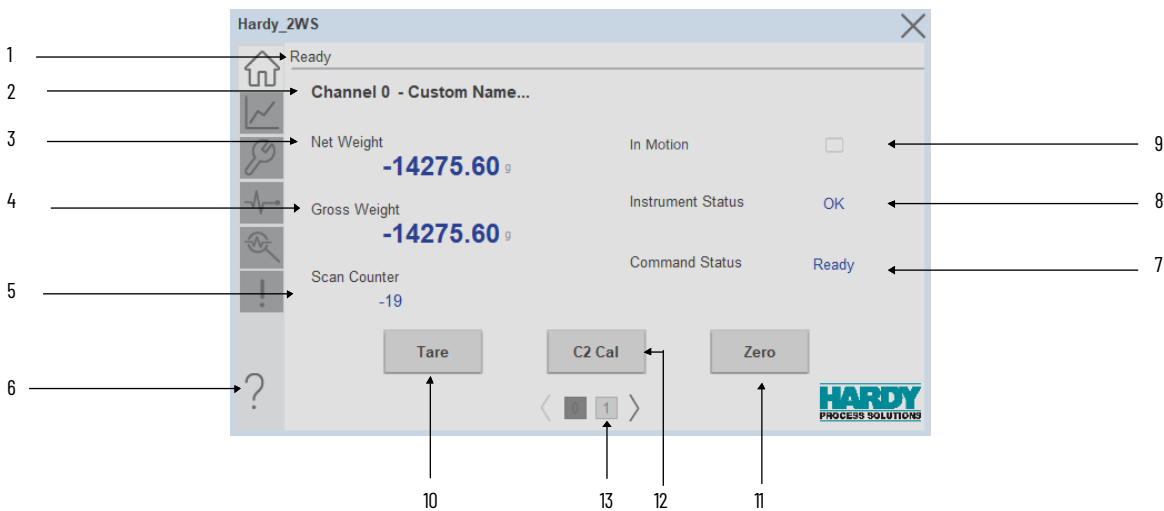 Hardy_2WS
1
Ready
2
Channel 0 - Custom Name...
3
Net Weight
In Motion
9
-14275.60 g
4
Gross Weight
Instrument Status
OK
8
-14275.60 g
Command Status
Ready
7
5
Scan Counter
-19
Tare
C2 Cal
Zero
6
?
0
1
HARDY
PROCESS SOLUTIONS
10
13
12
11